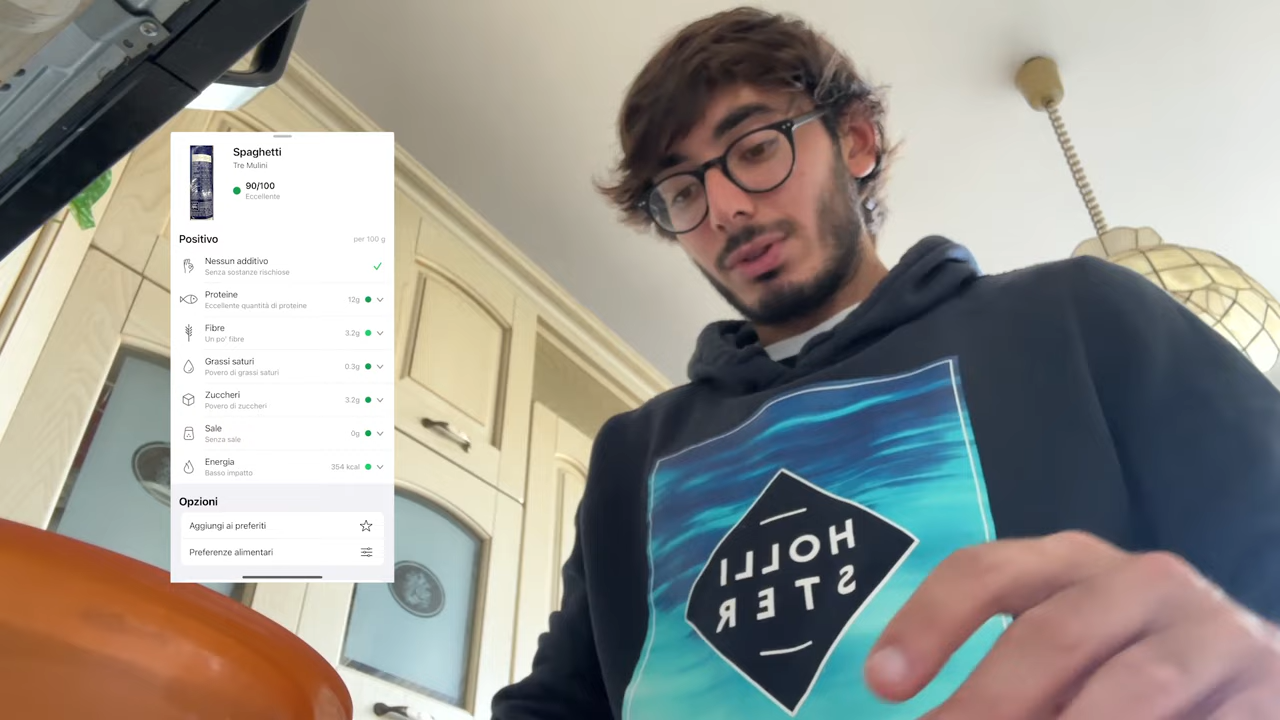 Spaghetti
Tre Mulini
90/100
Eccellente
Positivo
per 100 g
Nessun additivo
Senza sostanze rischiose
Proteine
Eccellente quantità di proteine
12g
Fibre
Un po' fibre
3.2g
Grassi saturi
Povero di grassi saturi
0.3g
Zuccheri
Povero di zuccheri
3.2g
Sale
Senza sale
0g
Energia
Basso impatto
354 kcal
Opzioni
Aggiungi ai preferiti
Preferenze alimentari
HOLLI
STER